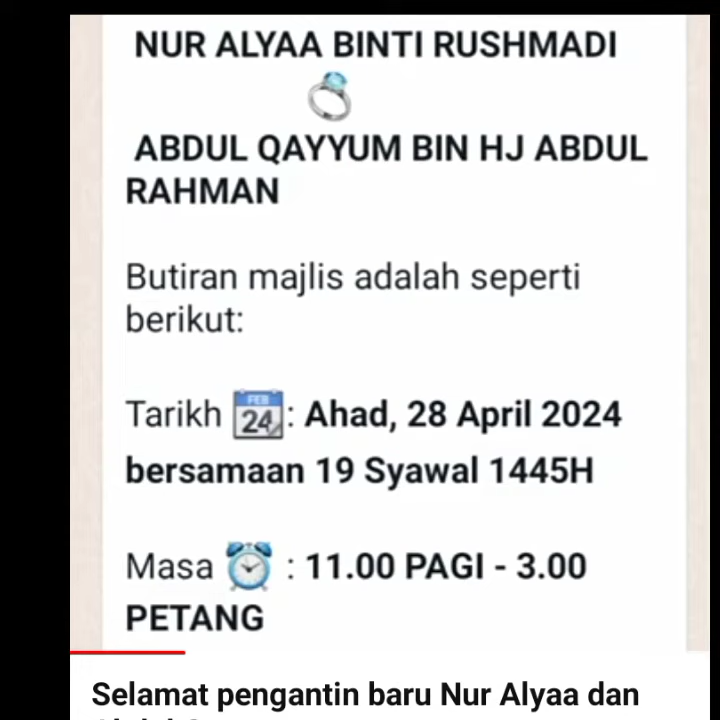 NUR ALYAA BINTI RUSHMADI
ABDUL QAYYUM BIN HJ ABDUL
RAHMAN
Butiran majlis adalah seperti
berikut:
Tarikh FEB 24 : Ahad, 28 April 2024
bersamaan 19 Syawal 1445H
Masa : 11.00 PAGI - 3.00
PETANG
Selamat pengantin baru Nur Alyaa dan